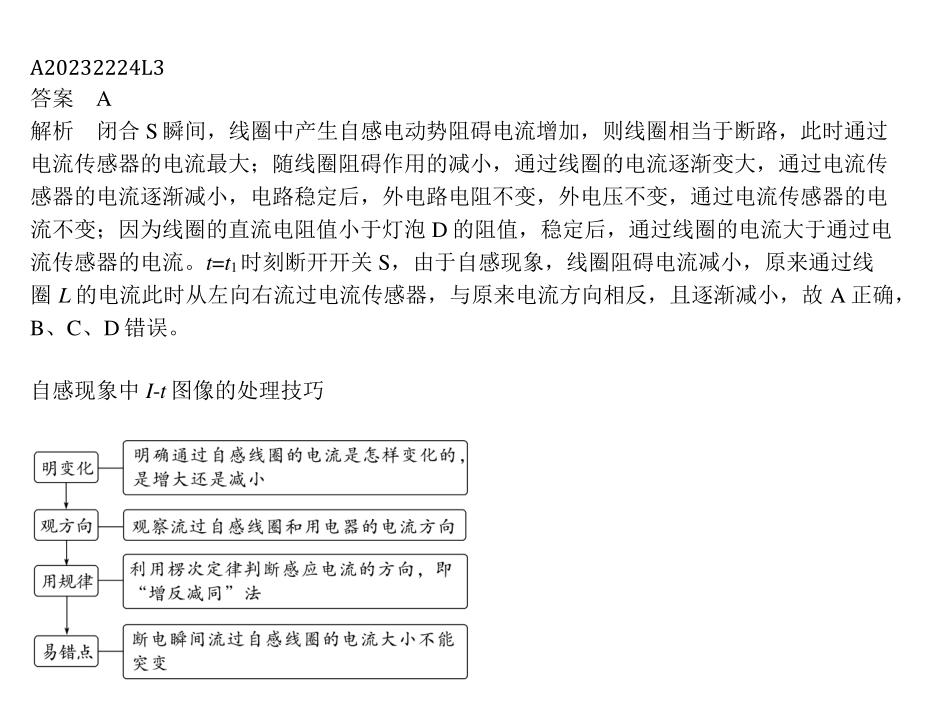 A20232224L3
答案 A
解析 闭合 S 瞬间，线圈中产生自感电动势阻碍电流增加，则线圈相当于断路，此时通过
电流传感器的电流最大；随线圈阻碍作用的减小，通过线圈的电流逐渐变大，通过电流传
感器的电流逐渐减小，电路稳定后，外电路电阻不变，外电压不变，通过电流传感器的电
流不变；因为线圈的直流电阻值小于灯泡 D 的阻值，稳定后，通过线圈的电流大于通过电
流传感器的电流。t=t₁时刻断开开关 S，由于自感现象，线圈阻碍电流减小，原来通过线
圈 L 的电流此时从左向右流过电流传感器，与原来电流方向相反，且逐渐减小，故 A 正确，
B、C、D 错误。
自感现象中 I-t 图像的处理技巧
明变化
明确通过自感线圈的电流是怎样变化的，
是增大还是减小
观方向
观察流过自感线圈和用电器的电流方向
用规律
利用楞次定律判断感应电流的方向，即
“增反减同”法
易错点
断电瞬间流过自感线圈的电流大小不能
突变